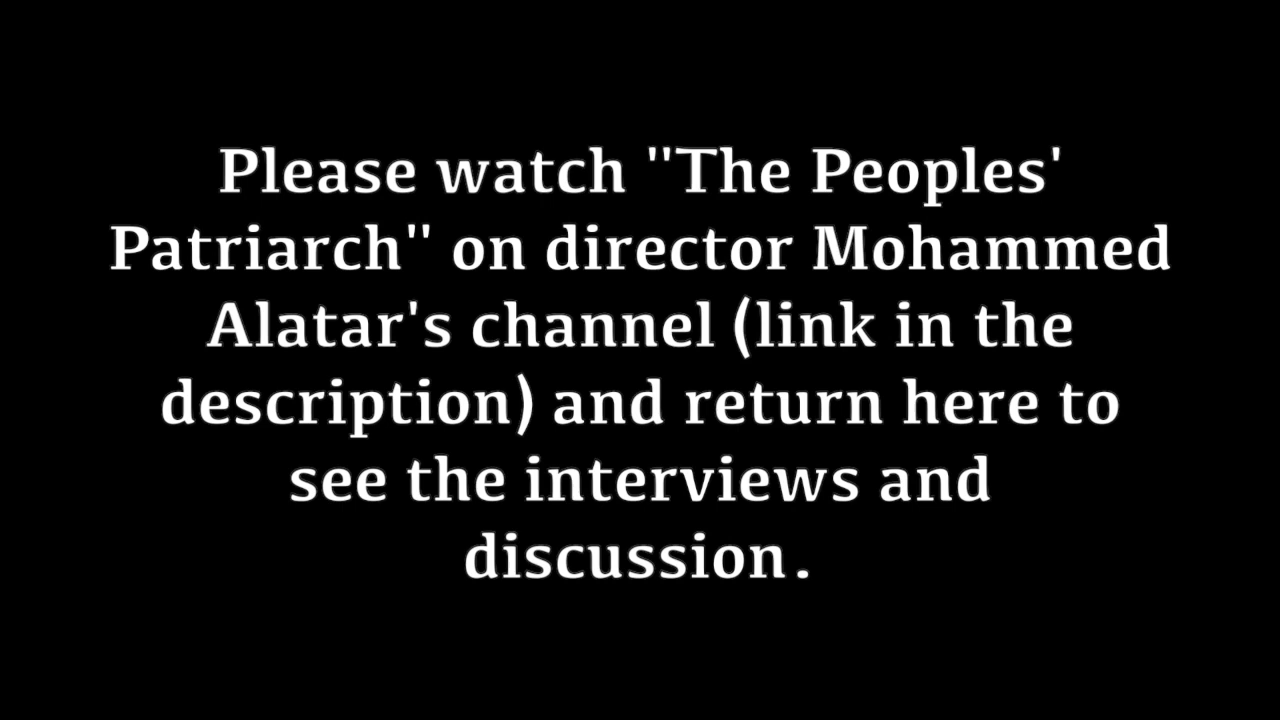 Please watch "The Peoples'
Patriarch" on director Mohammed
Alatar's channel (link in the
description) and return here to
see the interviews and
discussion.